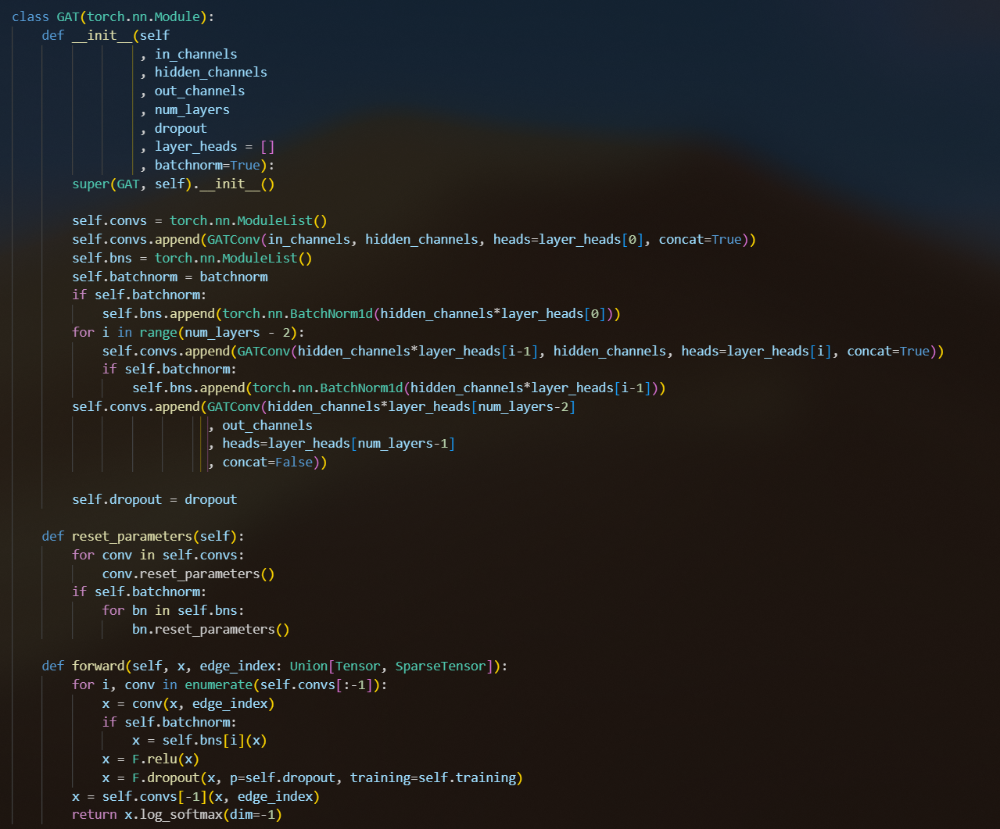 class GAT(torch.nn.Module):
    def __init__(self
                 , in_channels
                 , hidden_channels
                 , out_channels
                 , num_layers
                 , dropout
                 , layer_heads = []
                 , batchnorm=True):
        super(GAT, self).__init__()

        self.convs = torch.nn.ModuleList()
        self.convs.append(GATConv(in_channels, hidden_channels, heads=layer_heads[0], concat=True))
        self.bns = torch.nn.ModuleList()
        self.batchnorm = batchnorm
        if self.batchnorm:
            self.bns.append(torch.nn.BatchNorm1d(hidden_channels*layer_heads[0]))
        for i in range(num_layers - 2):
            self.convs.append(GATConv(hidden_channels*layer_heads[i-1], hidden_channels, heads=layer_heads[i], concat=True))
            if self.batchnorm:
                self.bns.append(torch.nn.BatchNorm1d(hidden_channels*layer_heads[i-1]))
        self.convs.append(GATConv(hidden_channels*layer_heads[num_layers-2]
                          , out_channels
                          , heads=layer_heads[num_layers-1]
                          , concat=False))

        self.dropout = dropout

    def reset_parameters(self):
        for conv in self.convs:
            conv.reset_parameters()
        if self.batchnorm:
            for bn in self.bns:
                bn.reset_parameters()

    def forward(self, x, edge_index: Union[Tensor, SparseTensor]):
        for i, conv in enumerate(self.convs[:-1]):
            x = conv(x, edge_index)
            if self.batchnorm:
                x = self.bns[i](x)
            x = F.relu(x)
            x = F.dropout(x, p=self.dropout, training=self.training)
        x = self.convs[-1](x, edge_index)
        return x.log_softmax(dim=-1)